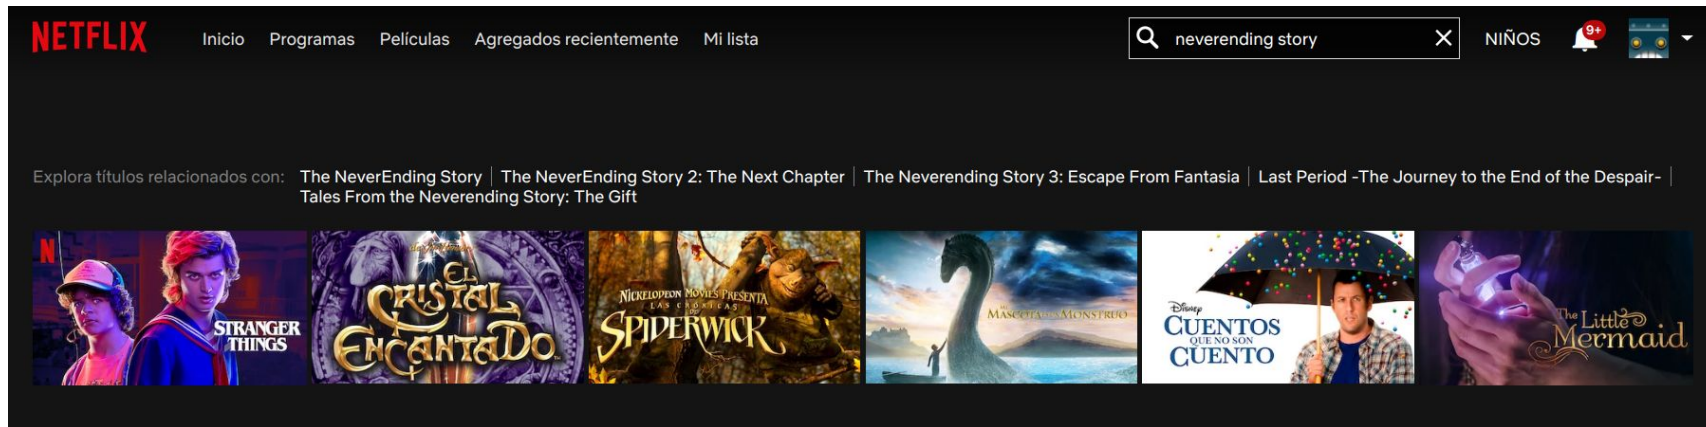 NETFLIX Inicio Programas Películas Agregados recientemente Mi lista neverending story NIÑOS 9+
Explora títulos relacionados con: The NeverEnding Story | The NeverEnding Story 2: The Next Chapter | The Neverending Story 3: Escape From Fantasia | Last Period -The Journey to the End of the Despair- |
Tales From the Neverending Story: The Gift
N
STRANGER
THINGS
EL
CRISTAL
ENCANTADO
NICKELODEON MOVIES PRESENTA
LAS CRÓNICAS
DE
SPIDERWICK
MI
MASCOTA ES UN MONSTRUO
Disney
CUENTOS
QUE NO SON
CUENTO
The Little
Mermaid